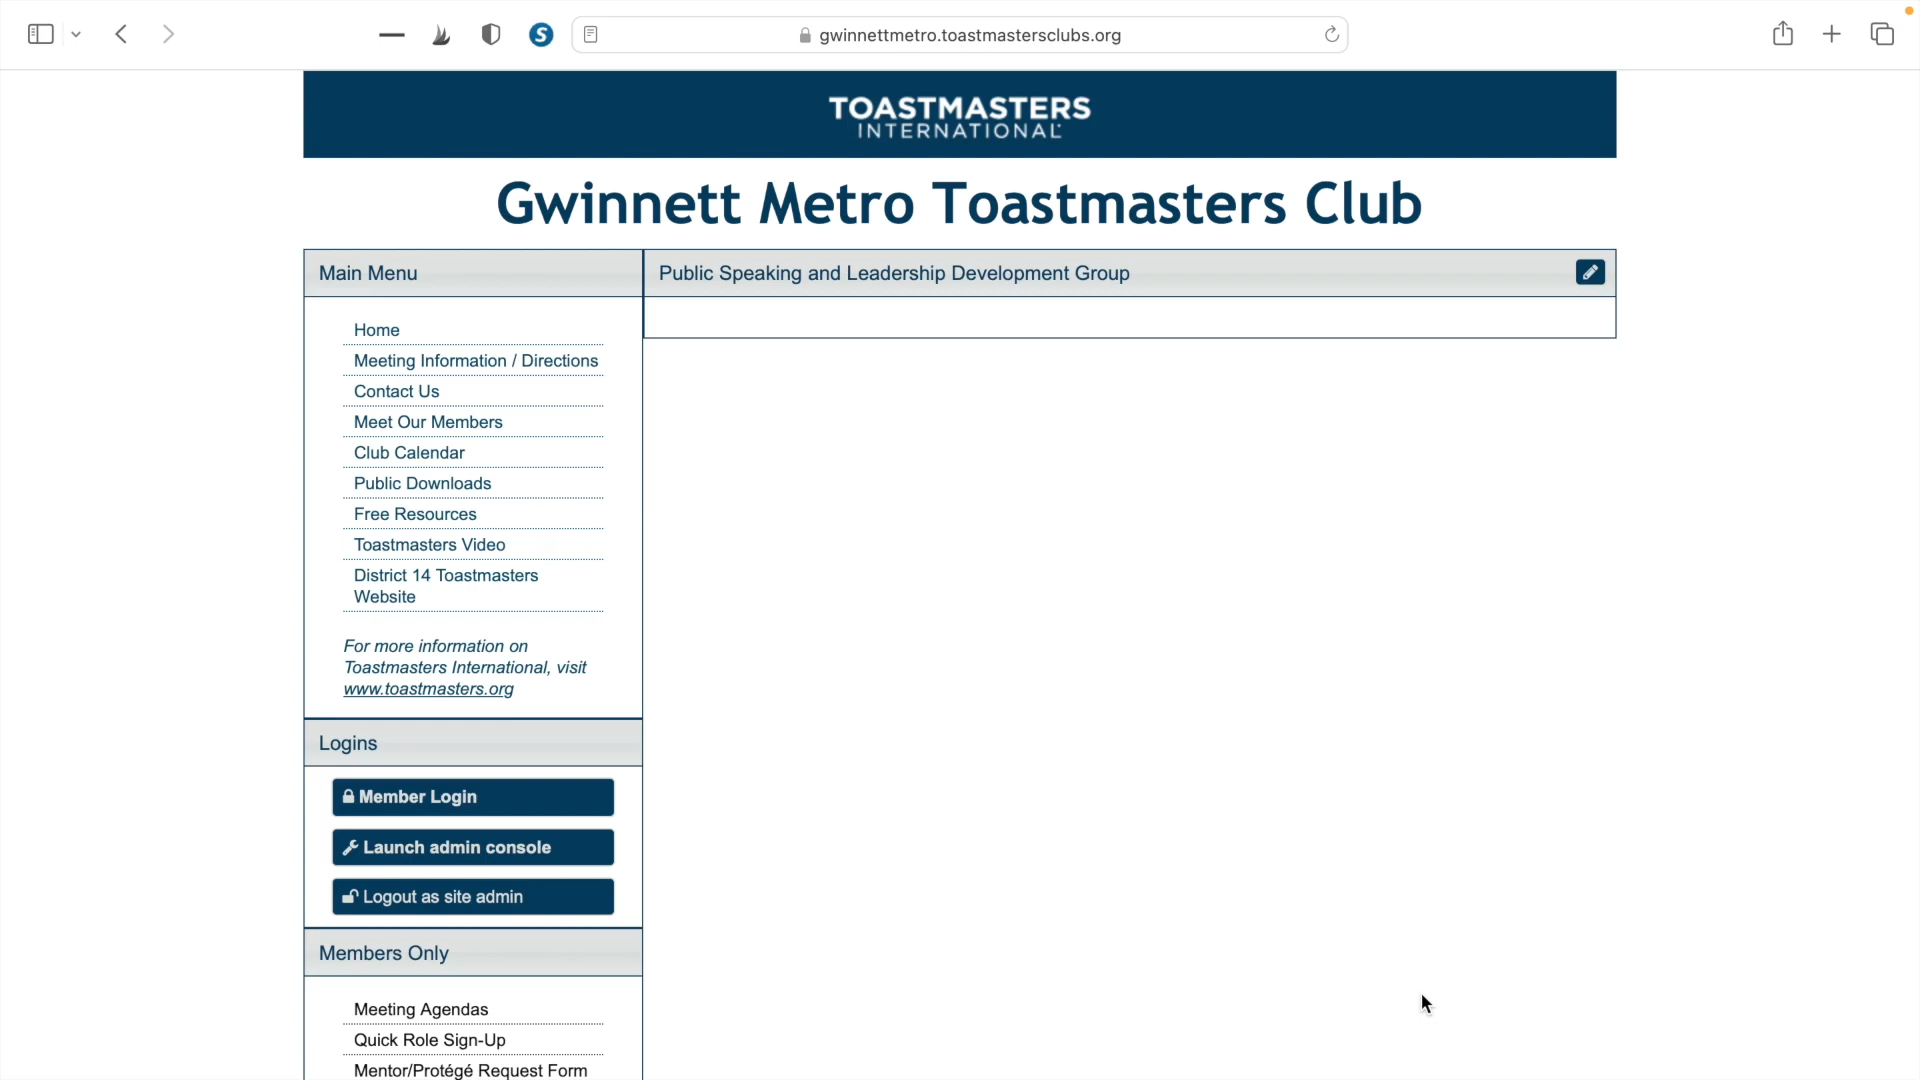 gwinnettmetro.toastmastersclubs.org
TOASTMASTERS
INTERNATIONAL
Gwinnett Metro Toastmasters Club
Main Menu
Public Speaking and Leadership Development Group
Home
Meeting Information / Directions
Contact Us
Meet Our Members
Club Calendar
Public Downloads
Free Resources
Toastmasters Video
District 14 Toastmasters
Website
For more information on
Toastmasters International, visit
www.toastmasters.org
Logins
Member Login
Launch admin console
Logout as site admin
Members Only
Meeting Agendas
Quick Role Sign-Up
Mentor/Protégé Request Form